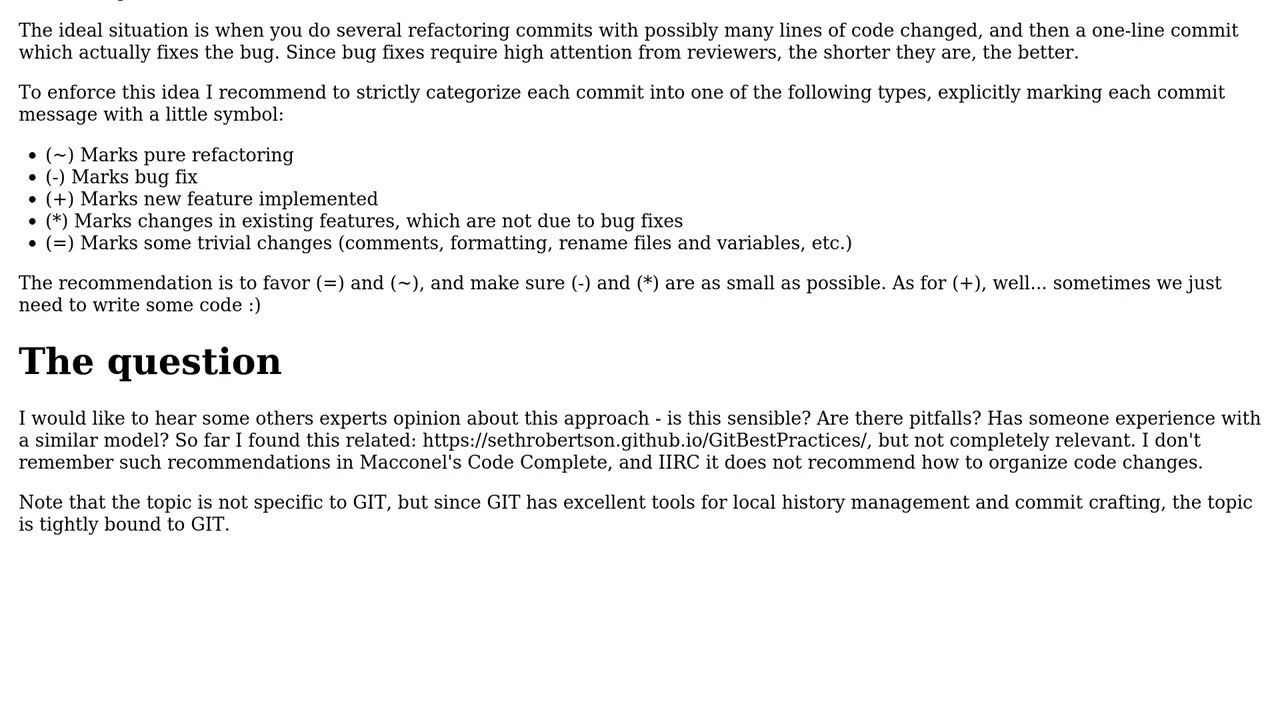 The ideal situation is when you do several refactoring commits with possibly many lines of code changed, and then a one-line commit
which actually fixes the bug. Since bug fixes require high attention from reviewers, the shorter they are, the better.
To enforce this idea I recommend to strictly categorize each commit into one of the following types, explicitly marking each commit
message with a little symbol:
• (~) Marks pure refactoring
• (-) Marks bug fix
• (+) Marks new feature implemented
• (*) Marks changes in existing features, which are not due to bug fixes
• (=) Marks some trivial changes (comments, formatting, rename files and variables, etc.)
The recommendation is to favor (=) and (~), and make sure (-) and (*) are as small as possible. As for (+), well... sometimes we just
need to write some code :)
The question
I would like to hear some others experts opinion about this approach - is this sensible? Are there pitfalls? Has someone experience with
a similar model? So far I found this related: https://sethrobertson.github.io/GitBestPractices/, but not completely relevant. I don't
remember such recommendations in Macconel's Code Complete, and IIRC it does not recommend how to organize code changes.
Note that the topic is not specific to GIT, but since GIT has excellent tools for local history management and commit crafting, the topic
is tightly bound to GIT.